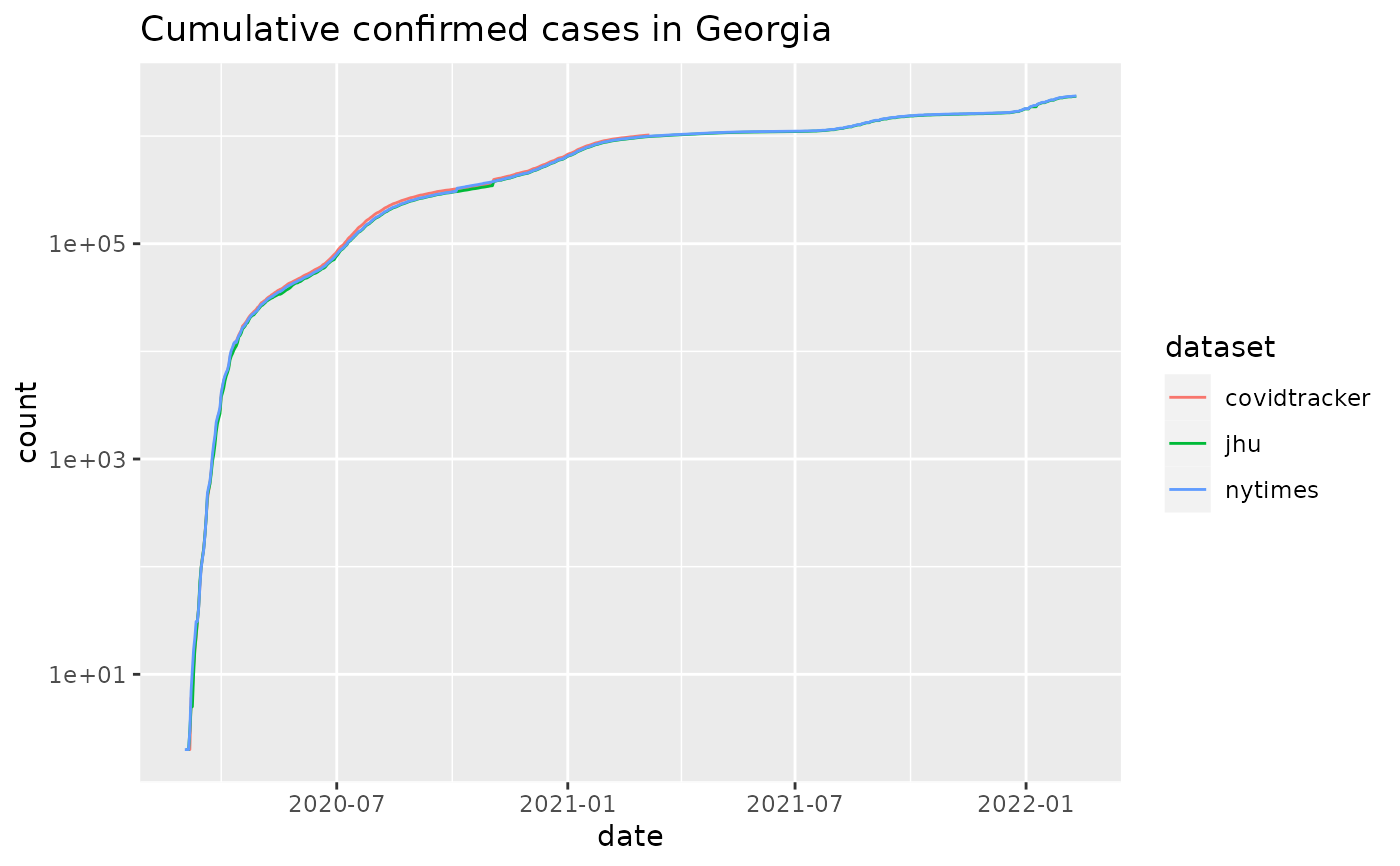 Cumulative confirmed cases in Georgia
count
1e+05
1e+03
1e+01
2020-07
2021-01
2021-07
2022-01
date
dataset
covidtracker
jhu
nytimes